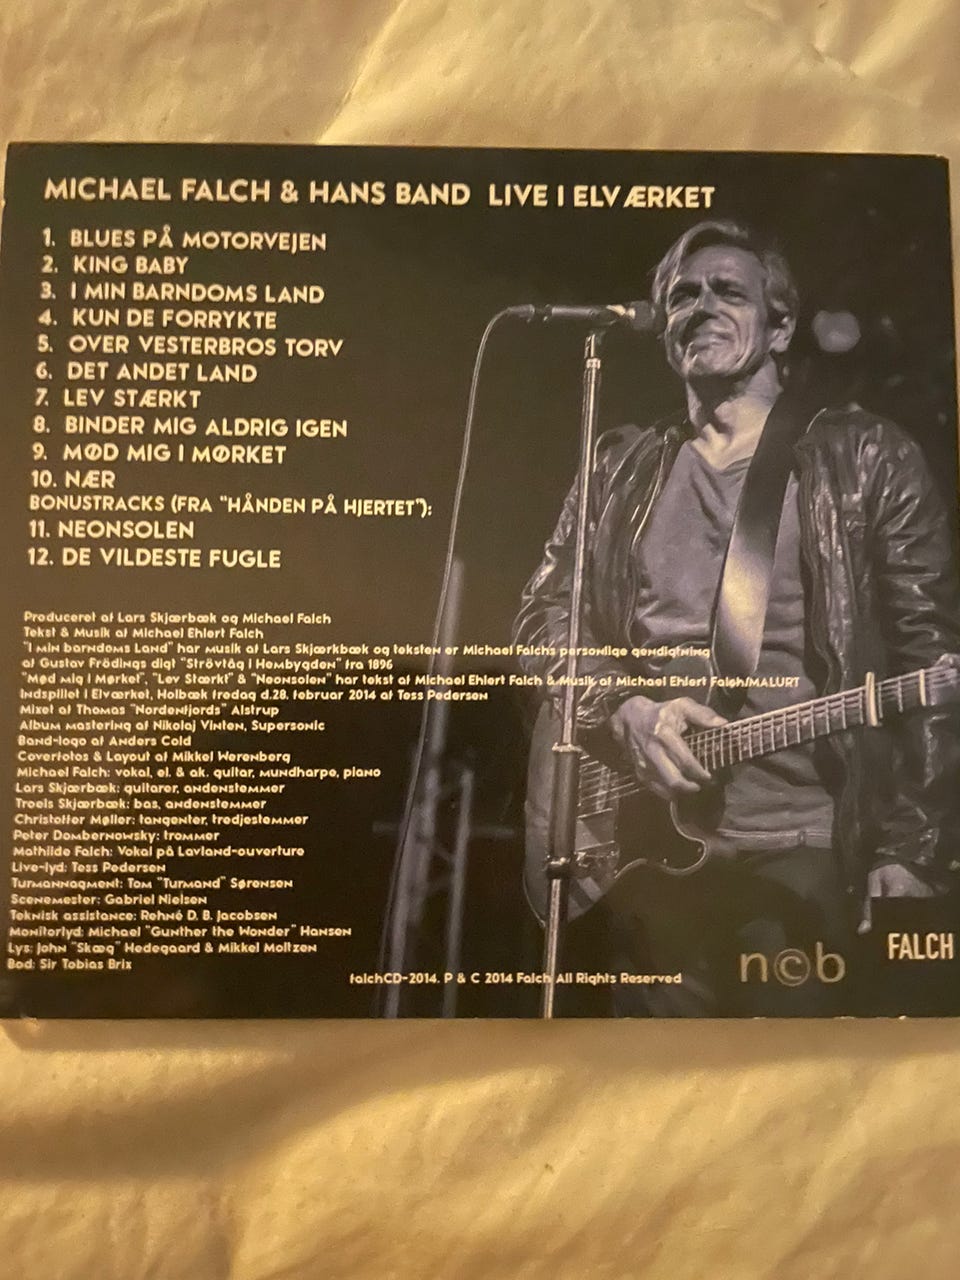 MICHAEL FALCH & HANS BAND LIVE I ELVÆRKET
1. BLUES PÅ MOTORVEJEN
2. KING BABY
3. I MIN BARNDOMS LAND
4. KUN DE FORRYKTE
5. OVER VESTERBROS TORV
6. DET ANDET LAND
7. LEV STÆRKT
8. BINDER MIG ALDRIG IGEN
9. MØD MIG I MØRKET
10. NÆR
BONUSTRACKS (FRA "HÅNDEN PÅ HJERTET"):
11. NEONSOLEN
12. DE VILDESTE FUGLE
Produceret af Lars Skjærbæk og Michael Falch
Tekst & Musik af Michael Ehlert Falch
"I min barndoms Land" har musik af Lars Skjærkbæk og teksten er Michael Falchs personlige gendigtning
af Gustav Frödings digt "Strövtåg i Hembygden" fra 1896
"Mød mig i Mørket", "Lev Stærkt" & "Neonsolen" har tekst af Michael Ehlert Falch & Musik af Michael Ehlert Falch/MALURT
Indspillet i Elværket, Holbæk fredag d.28. februar 2014 af Tess Pedersen
Mixet af Thomas "Nordenfjords" Alstrup
Album mastering af Nikolaj Vinten, Supersonic
Band-logo af Anders Cold
Coverfotos & Layout af Mikkel Werenberg
Michael Falch: vokal, el. & ak. guitar, mundharpe, piano
Lars Skjærbæk: guitarer, andenstemmer
Troels Skjærbæk: bas, andenstemmer
Christoffer Møller: tangenter, tredjestemmer
Peter Dombernowsky: trommer
Mathilde Falch: Vokal på Lavland-ouverture
Live-lyd: Tess Pedersen
Turmannagment: Tom "Turmand" Sørensen
Scenemester: Gabriel Nielsen
Teknisk assistance: Rehné D. B. Jacobsen
Monitorlyd: Michael "Gunther the Wonder" Hansen
Lys: John "Skæg" Hedegaard & Mikkel Moltzen
Bod: Sir Tobias Brix
falchCD-2014. P & C 2014 Falch All Rights Reserved
n©b
FALCH